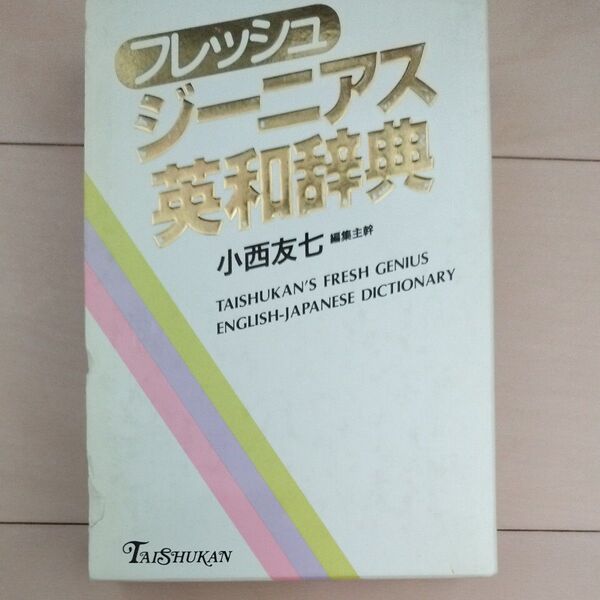 フレッシュ
ジーニアス
英和辞典
小西友七 編集主幹
TAISHUKAN'S FRESH GENIUS
ENGLISH-JAPANESE DICTIONARY
TAISHUKAN